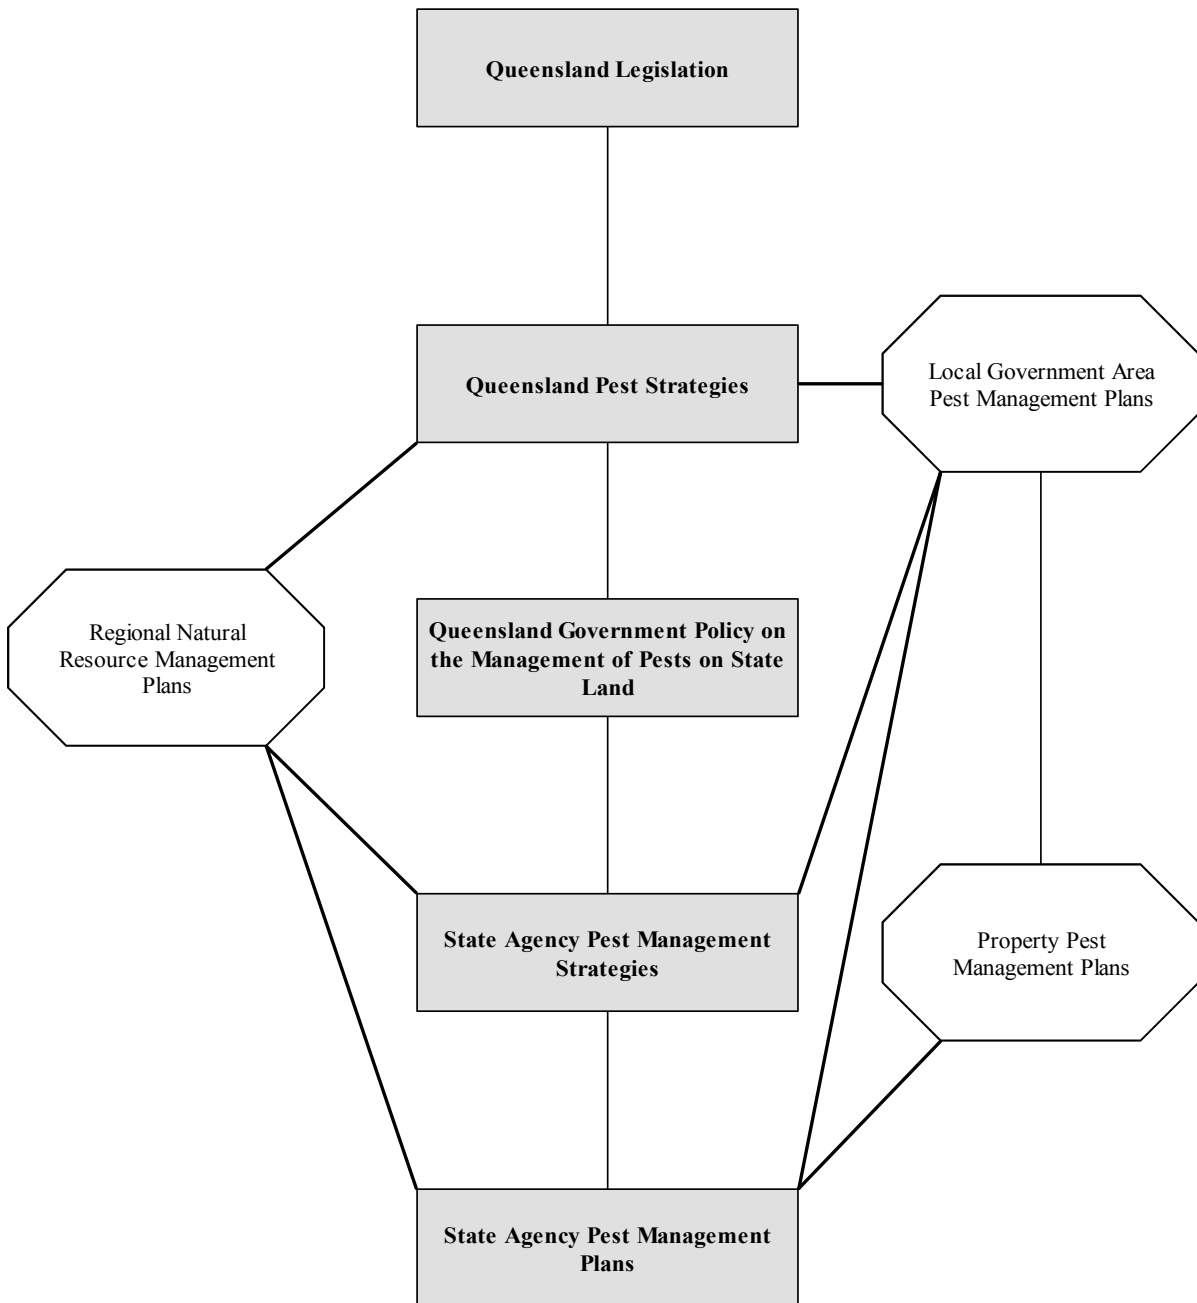 Queensland Legislation
Queensland Pest Strategies
Local Government Area
Pest Management Plans
Regional Natural
Resource Management
Plans
Queensland Government Policy on
the Management of Pests on State
Land
State Agency Pest Management
Strategies
Property Pest
Management Plans
State Agency Pest Management
Plans